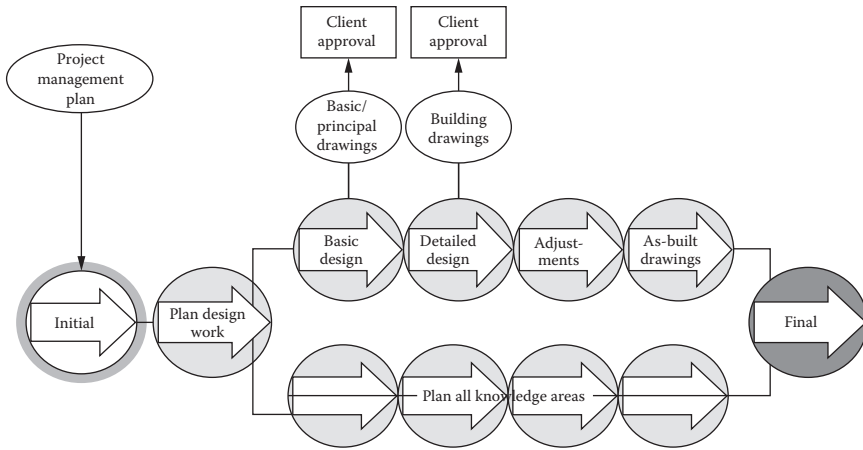 Client
approval
Client
approval
Project
management
plan
Basic/
principal
drawings
Building
drawings
Basic
design
Detailed
design
Adjust-
ments
As-built
drawings
Initial
Plan design
work
Final
Plan all knowledge areas